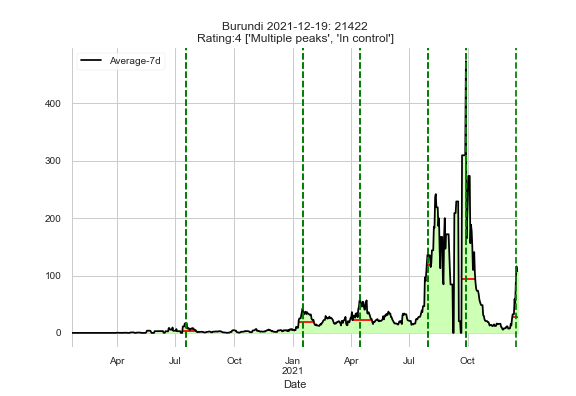 Burundi 2021-12-19: 21422
Rating:4 ['Multiple peaks', 'In control']
Average-7d
400
300
200
100
0
Apr Jul Oct Jan Apr Jul Oct
2021
Date